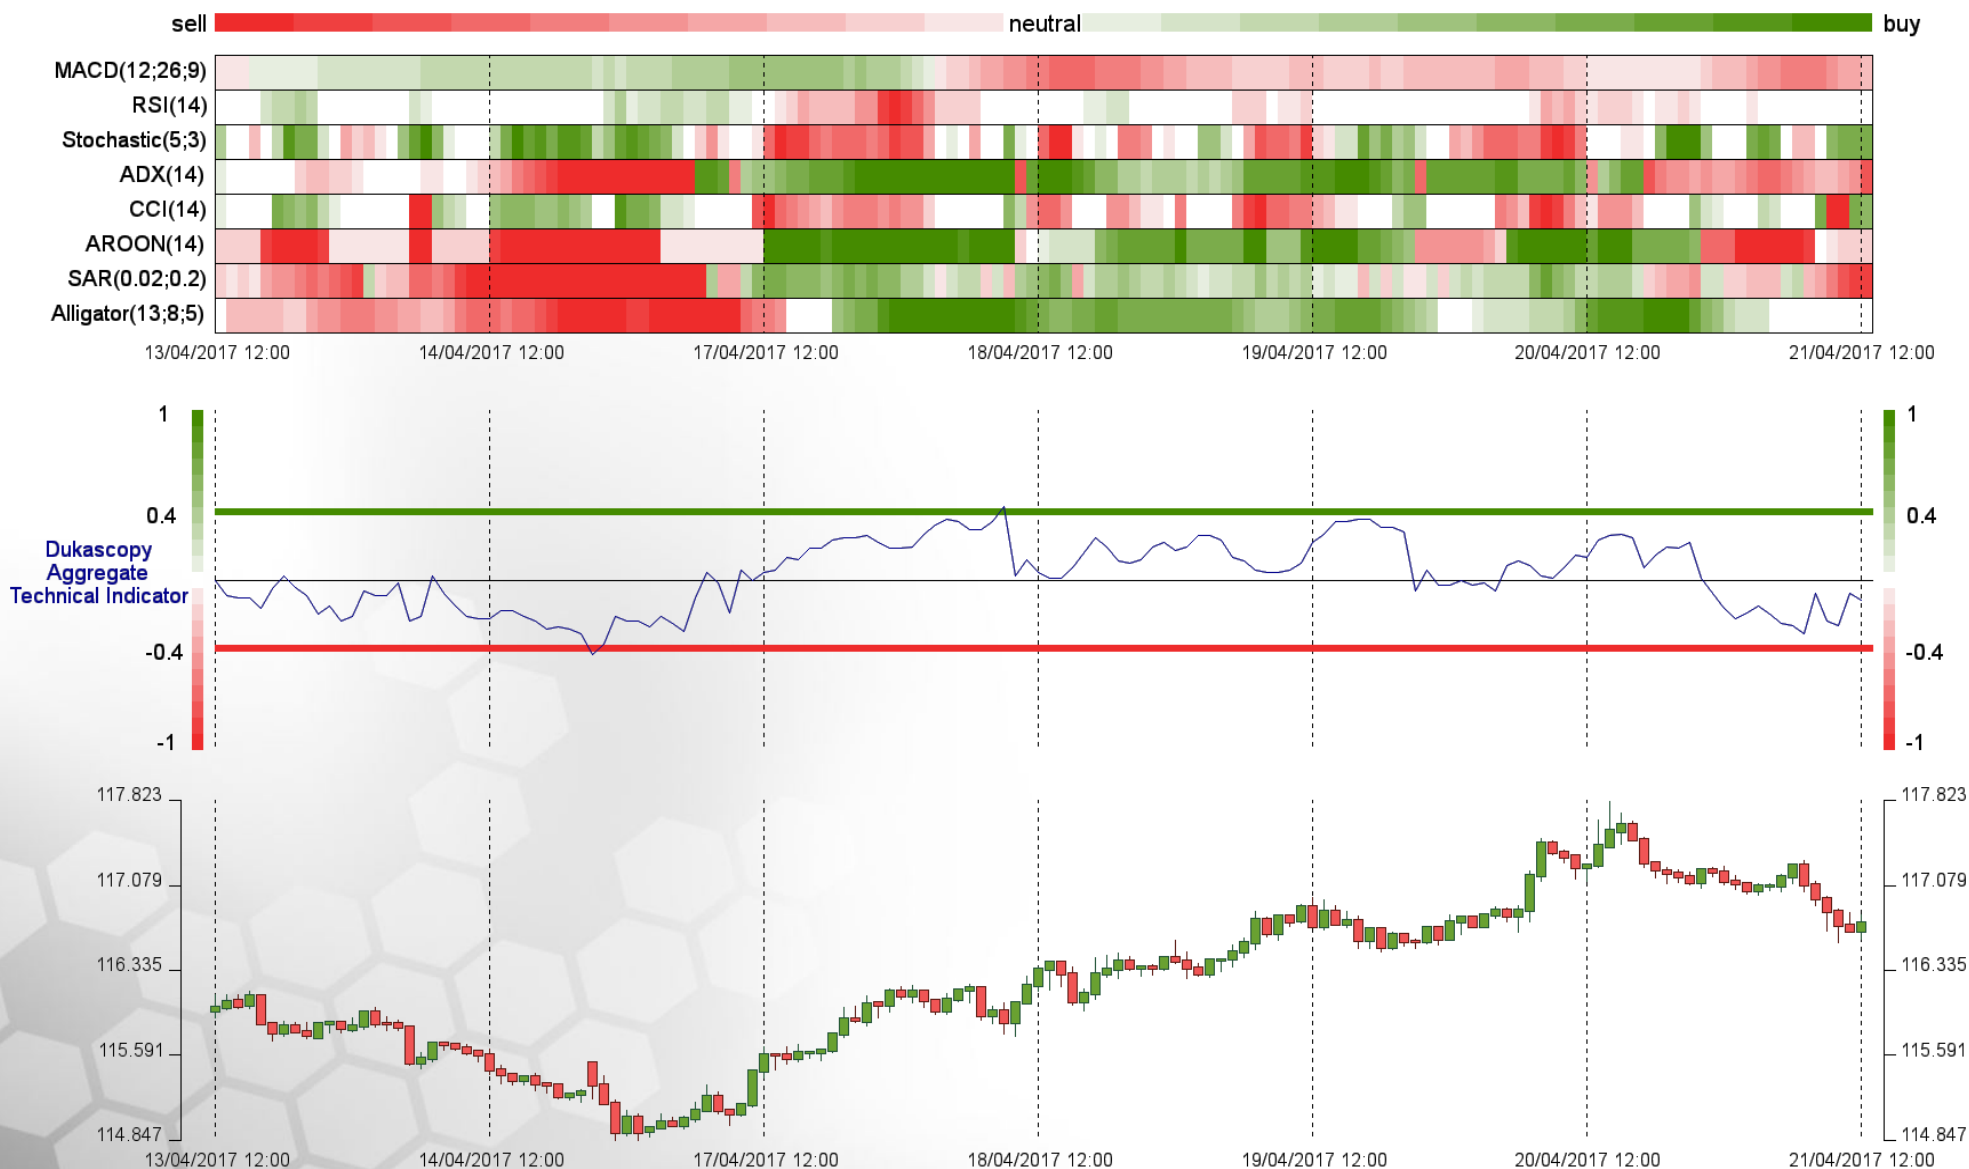 sell neutral buy
MACD(12;26;9)
RSI(14)
Stochastic(5;3)
ADX(14)
CCI(14)
AROON(14)
SAR(0.02;0.2)
Alligator(13;8;5)
13/04/2017 12:00 14/04/2017 12:00 17/04/2017 12:00 18/04/2017 12:00 19/04/2017 12:00 20/04/2017 12:00 21/04/2017 12:00
1 1
0.4 0.4
Dukascopy
Aggregate
Technical Indicator
-0.4 -0.4
-1 -1
117.823 117.823
117.079 117.079
116.335 116.335
115.591 115.591
114.847 114.847
13/04/2017 12:00 14/04/2017 12:00 17/04/2017 12:00 18/04/2017 12:00 19/04/2017 12:00 20/04/2017 12:00 21/04/2017 12:00